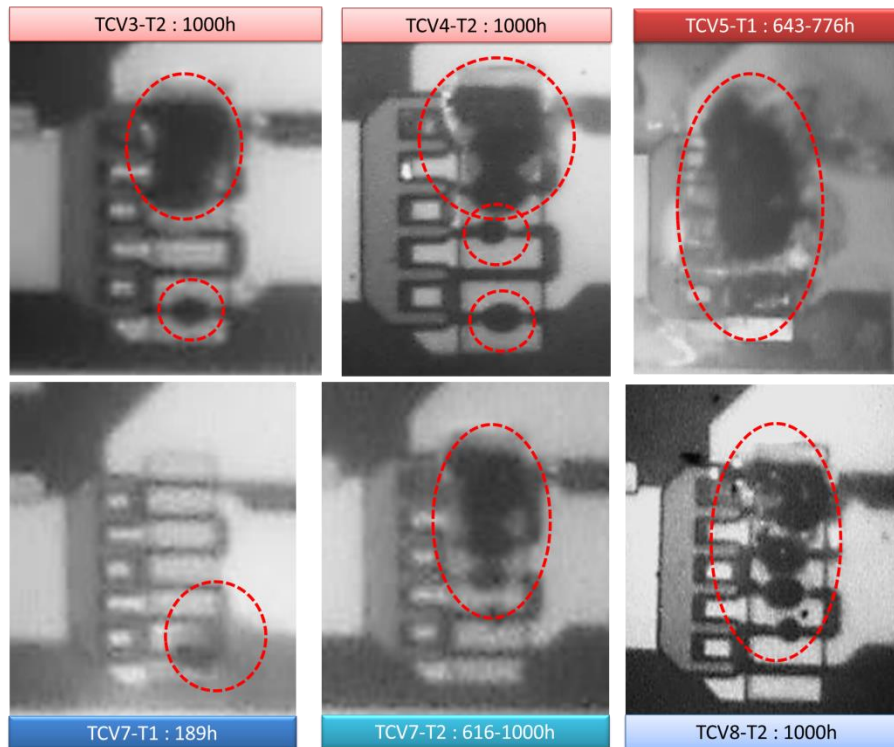 TCV3-T2 : 1000h
TCV4-T2 : 1000h
TCV5-T1 : 643-776h
TCV7-T1 : 189h
TCV7-T2 : 616-1000h
TCV8-T2 : 1000h